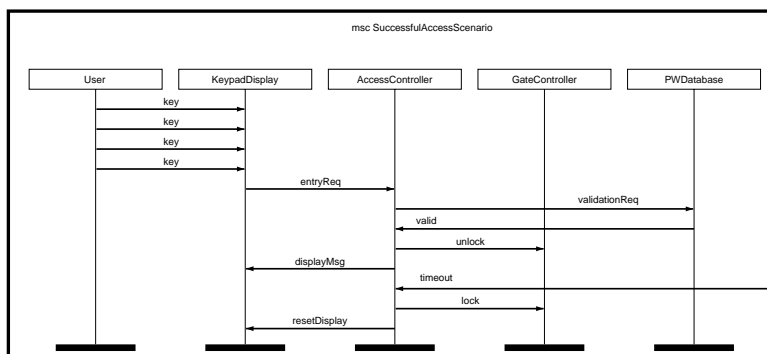 msc SuccessfulAccessScenario
User KeypadDisplay AccessController GateController PWDatabase
key
key
key
key
entryReq
validationReq
valid
unlock
displayMsg
timeout
lock
resetDisplay